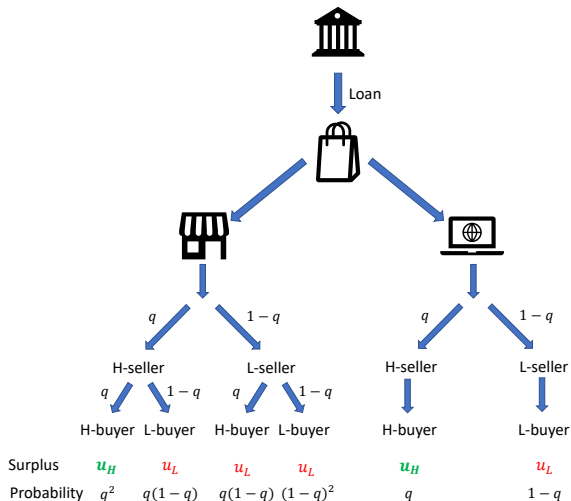 Loan
q 1 − q q 1 − q
H-seller L-seller H-seller L-seller
q 1 − q q 1 − q
H-buyer L-buyer H-buyer L-buyer H-buyer L-buyer
Surplus u_H u_L u_L u_L u_H u_L
Probability q² q(1 − q) q(1 − q) (1 − q)² q 1 − q